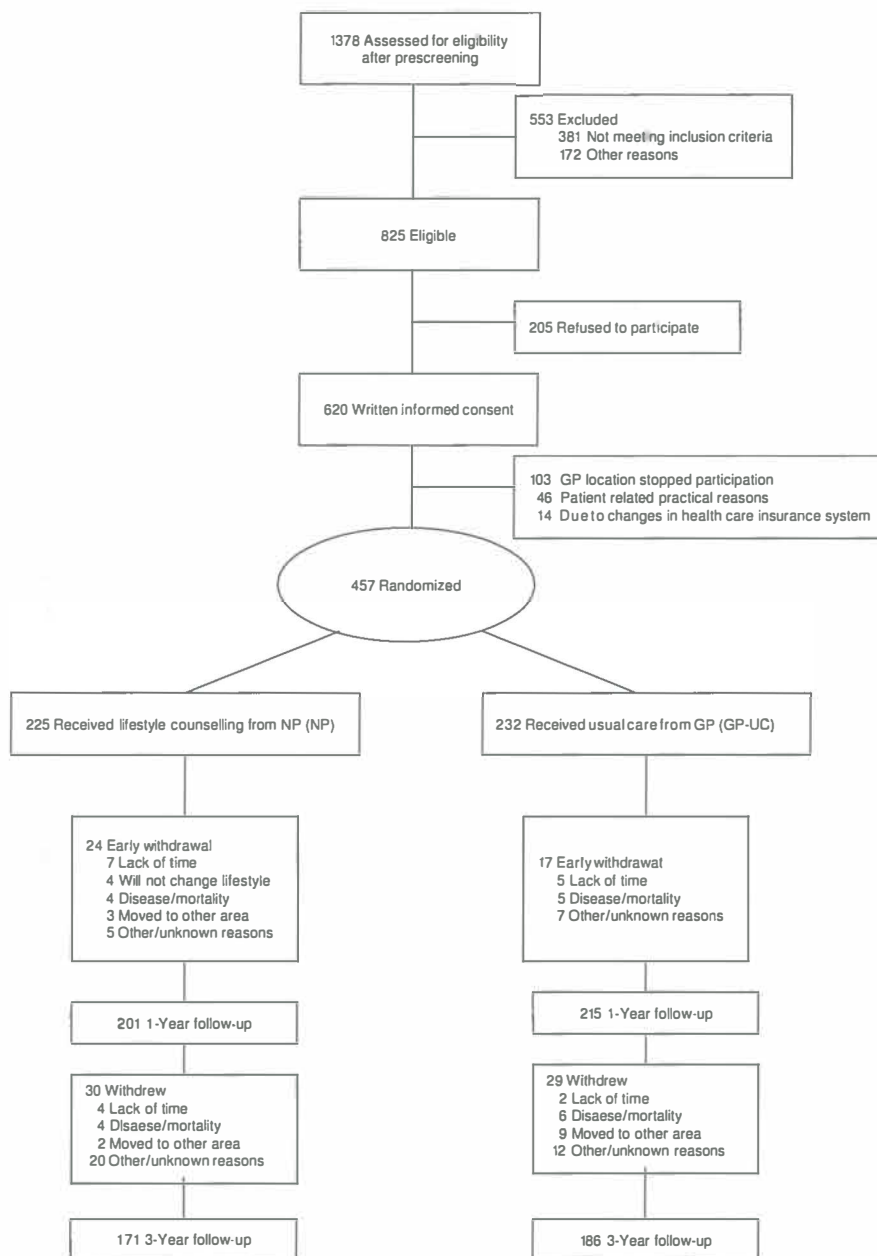 1378 Assessed for eligibility
after prescreening
553 Excluded
381 Not meeting inclusion criteria
172 Other reasons
825 Eligible
205 Refused to participate
620 Written informed consent
103 GP location stopped participation
46 Patient related practical reasons
14 Due to changes in health care insurance system
457 Randomized
225 Received lifestyle counselling from NP (NP)
232 Received usual care from GP (GP-UC)
24 Early withdrawal
7 Lack of time
4 Will not change lifestyle
4 Disease/mortality
3 Moved to other area
5 Other/unknown reasons
17 Early withdrawat
5 Lack of time
5 Disease/mortality
7 Other/unknown reasons
201 1-Year follow-up
215 1-Year follow-up
30 Withdrew
4 Lack of time
4 Disaese/mortality
2 Moved to other area
20 Other/unknown reasons
29 Withdrew
2 Lack of time
6 Disaese/mortality
9 Moved to other area
12 Other/unknown reasons
171 3-Year follow-up
186 3-Year follow-up